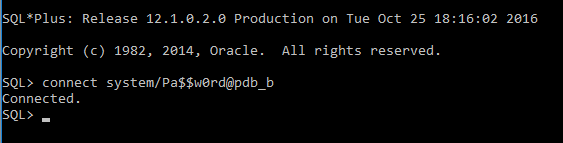 SQL*Plus: Release 12.1.0.2.0 Production on Tue Oct 25 18:16:02 2016
Copyright (c) 1982, 2014, Oracle.  All rights reserved.
SQL> connect system/Pa$$w0rd@pdb_b
Connected.
SQL> _